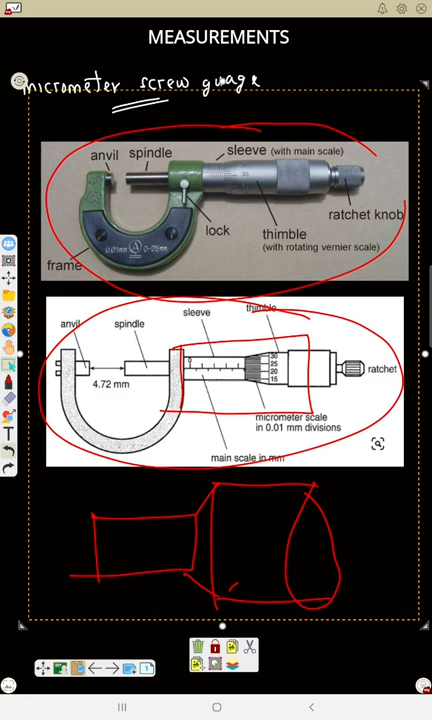 MEASUREMENTS
micrometer screw guage
anvil spindle sleeve (with main scale)
ratchet knob
lock thimble
(with rotating vernier scale)
frame
0.01mm A 0-25mm
sleeve thimble
anvil spindle
0 30
25
20
15
ratchet
4.72 mm
micrometer scale
in 0.01 mm divisions
main scale in mm